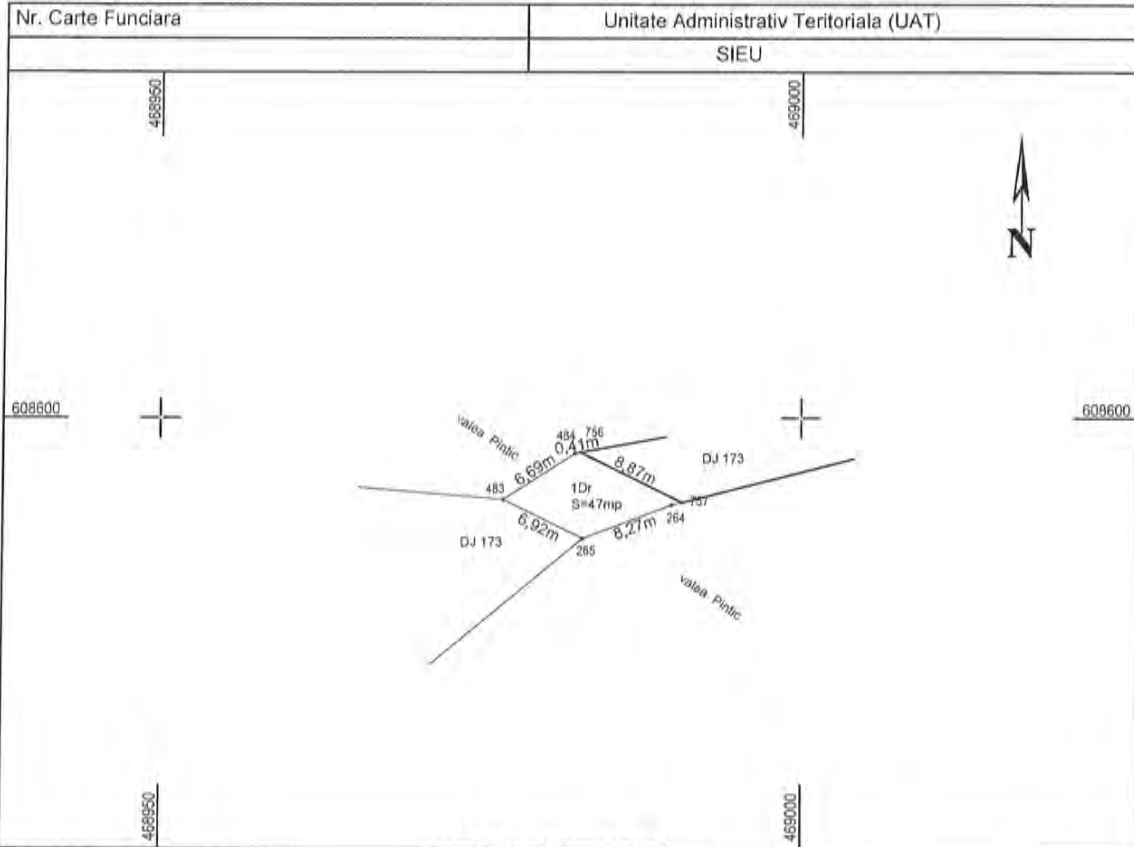 Nr. Carte Funciara
Unitate Administrativ Teritoriala (UAT)
SIEU
468950
469000
N
608600
608600
valea Pintic
484 756
0,41m
6,69m
8,87m
DJ 173
483
1Dr
S=47mp
757
264
6,92m
8,27m
DJ 173
265
valea Pintic
468950
469000